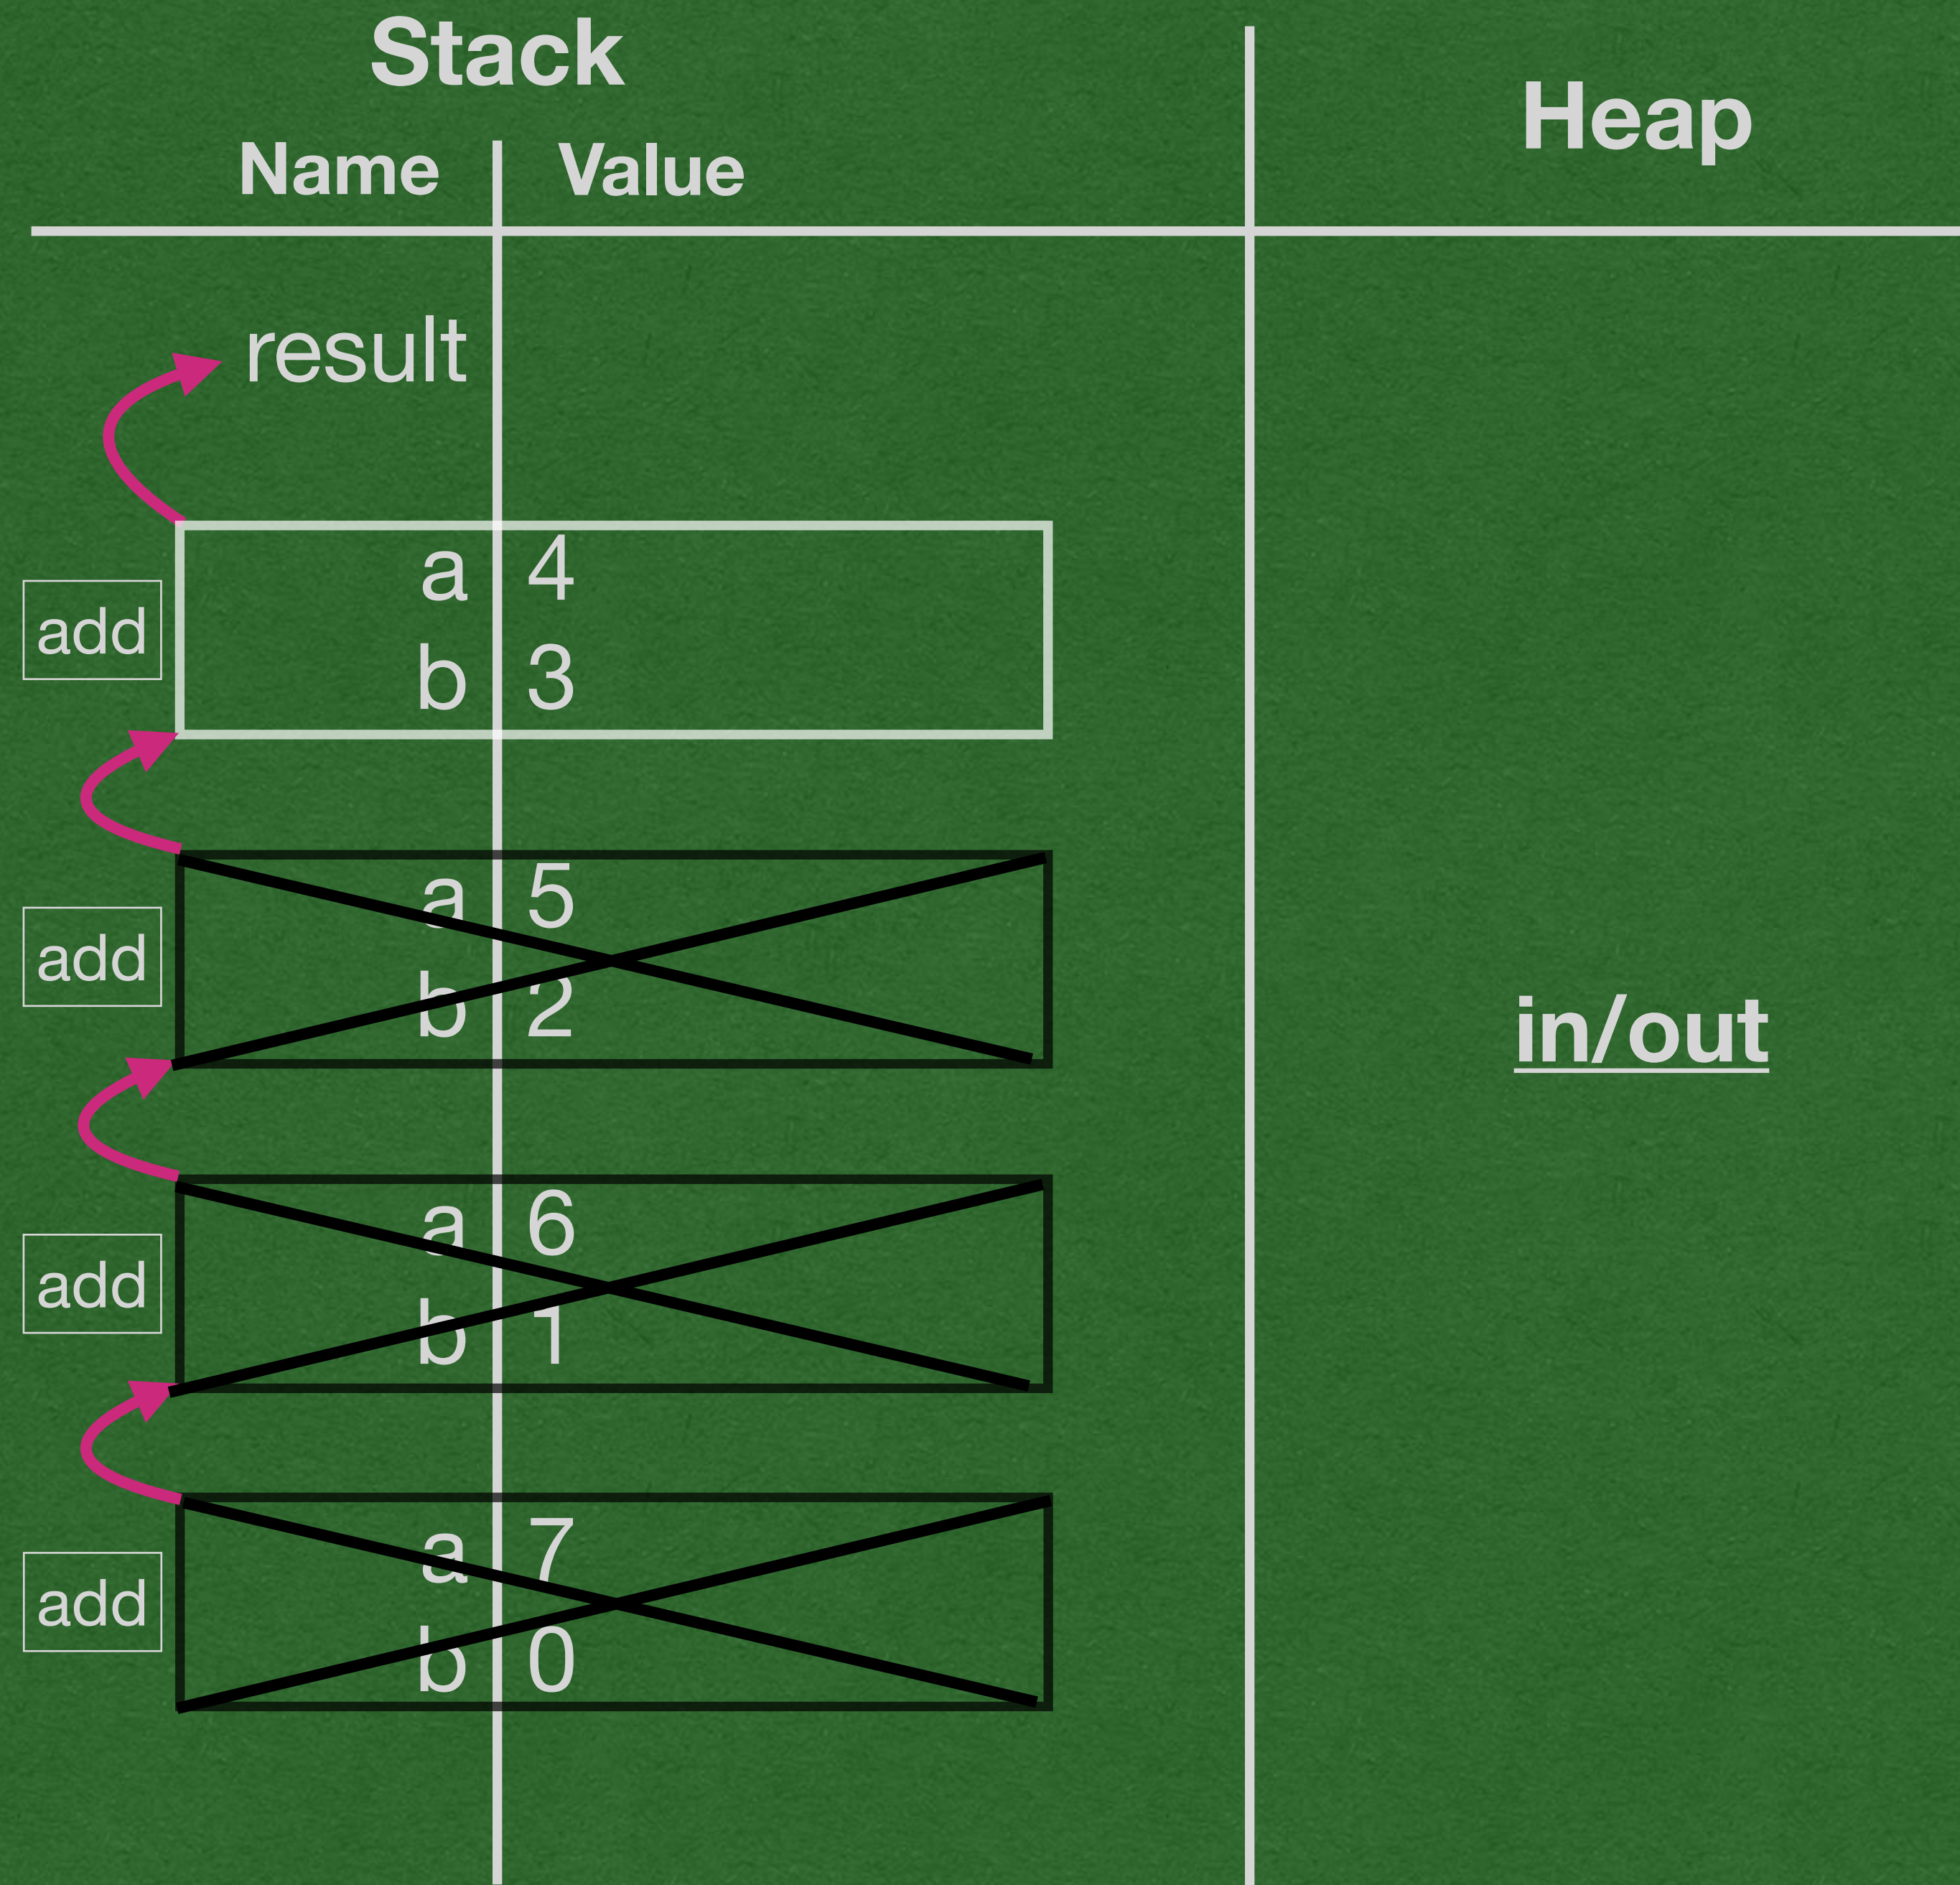 Stack
Heap
Name Value
result
add
a 4
b 3
add
a 5
b 2
in/out
add
a 6
b 1
add
a 7
b 0